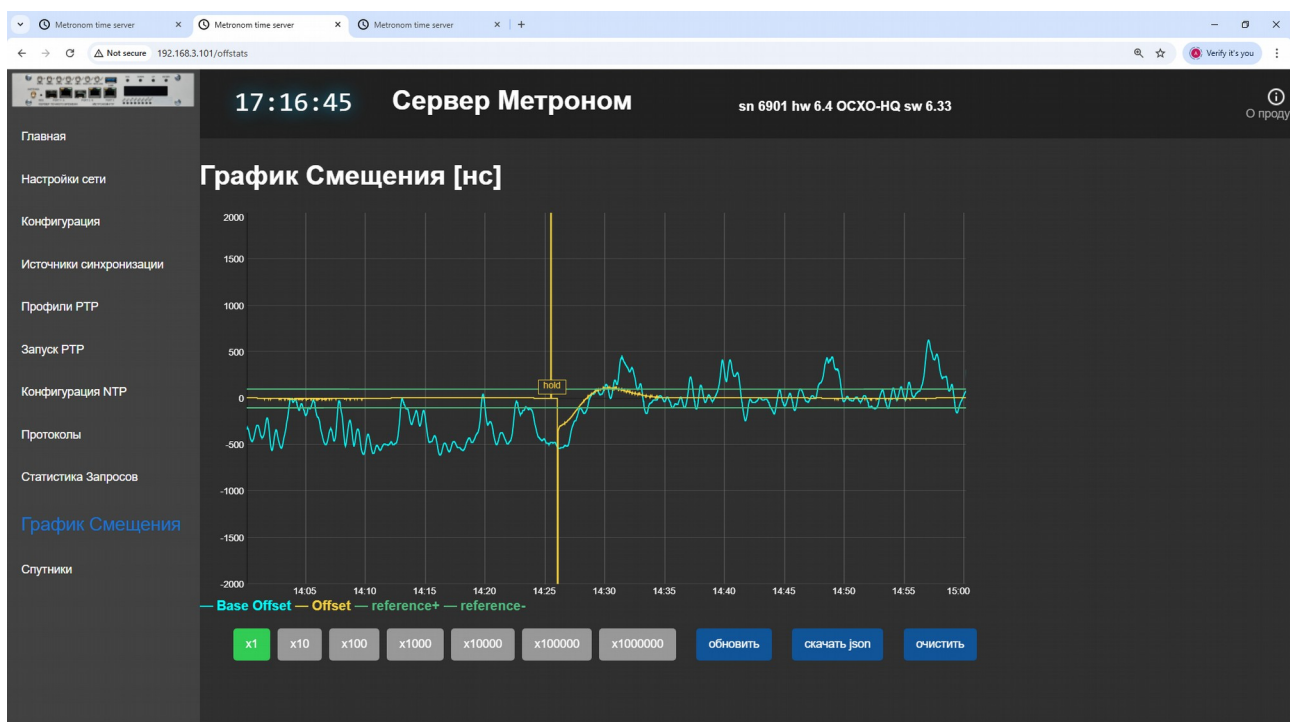 Metronom time server
Metronom time server
Metronom time server
Not secure 192.168.3.101/offstats
Verify it's you
17:16:45 Сервер Метроном sn 6901 hw 6.4 OCXO-HQ sw 6.33
О проду
Главная
Настройки сети
Конфигурация
Источники синхронизации
Профили PTP
Запуск PTP
Конфигурация NTP
Протоколы
Статистика Запросов
График Смещения
Спутники
График Смещения [нс]
2000
1500
1000
500
0
-500
-1000
-1500
-2000
hold
14:05 14:10 14:15 14:20 14:25 14:30 14:35 14:40 14:45 14:50 14:55 15:00
Base Offset Offset reference+ reference-
x1 x10 x100 x1000 x10000 x100000 x1000000 обновить скачать json очистить